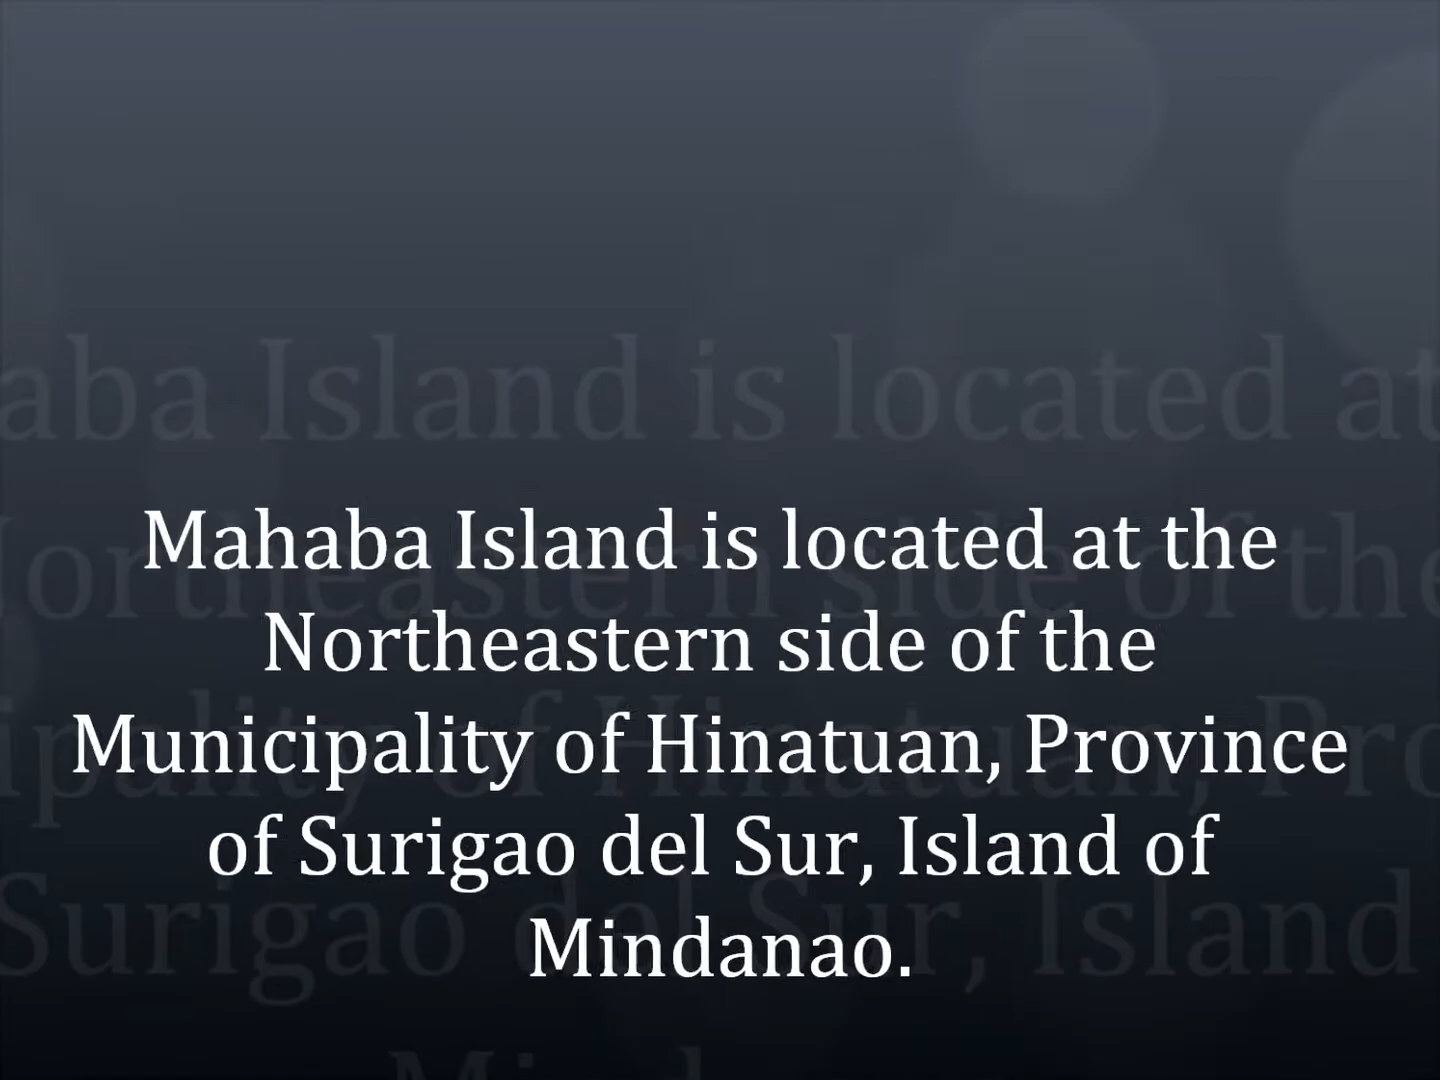 Mahaba Island is located at the
Northeastern side of the
Municipality of Hinatuan, Province
of Surigao del Sur, Island of
Mindanao.